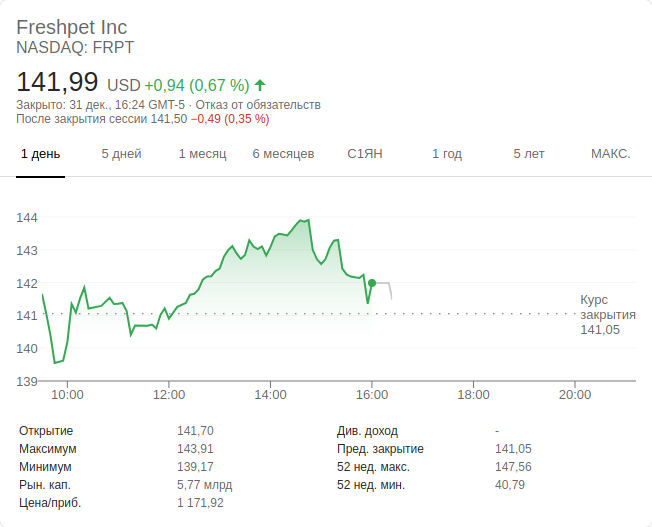 Freshpet Inc
NASDAQ: FRPT
141,99 USD +0,94 (0,67 %)
Закрыто: 31 дек., 16:24 GMT-5 · Отказ от обязательств
После закрытия сессии 141,50 −0,49 (0,35 %)
1 день 5 дней 1 месяц 6 месяцев С1ЯН 1 год 5 лет МАКС.
144
143
142
141
140
139
Курс
закрытия
141,05
10:00 12:00 14:00 16:00 18:00 20:00
Открытие 141,70 Див. доход -
Максимум 143,91 Пред. закрытие 141,05
Минимум 139,17 52 нед. макс. 147,56
Рын. кап. 5,77 млрд 52 нед. мин. 40,79
Цена/приб. 1 171,92